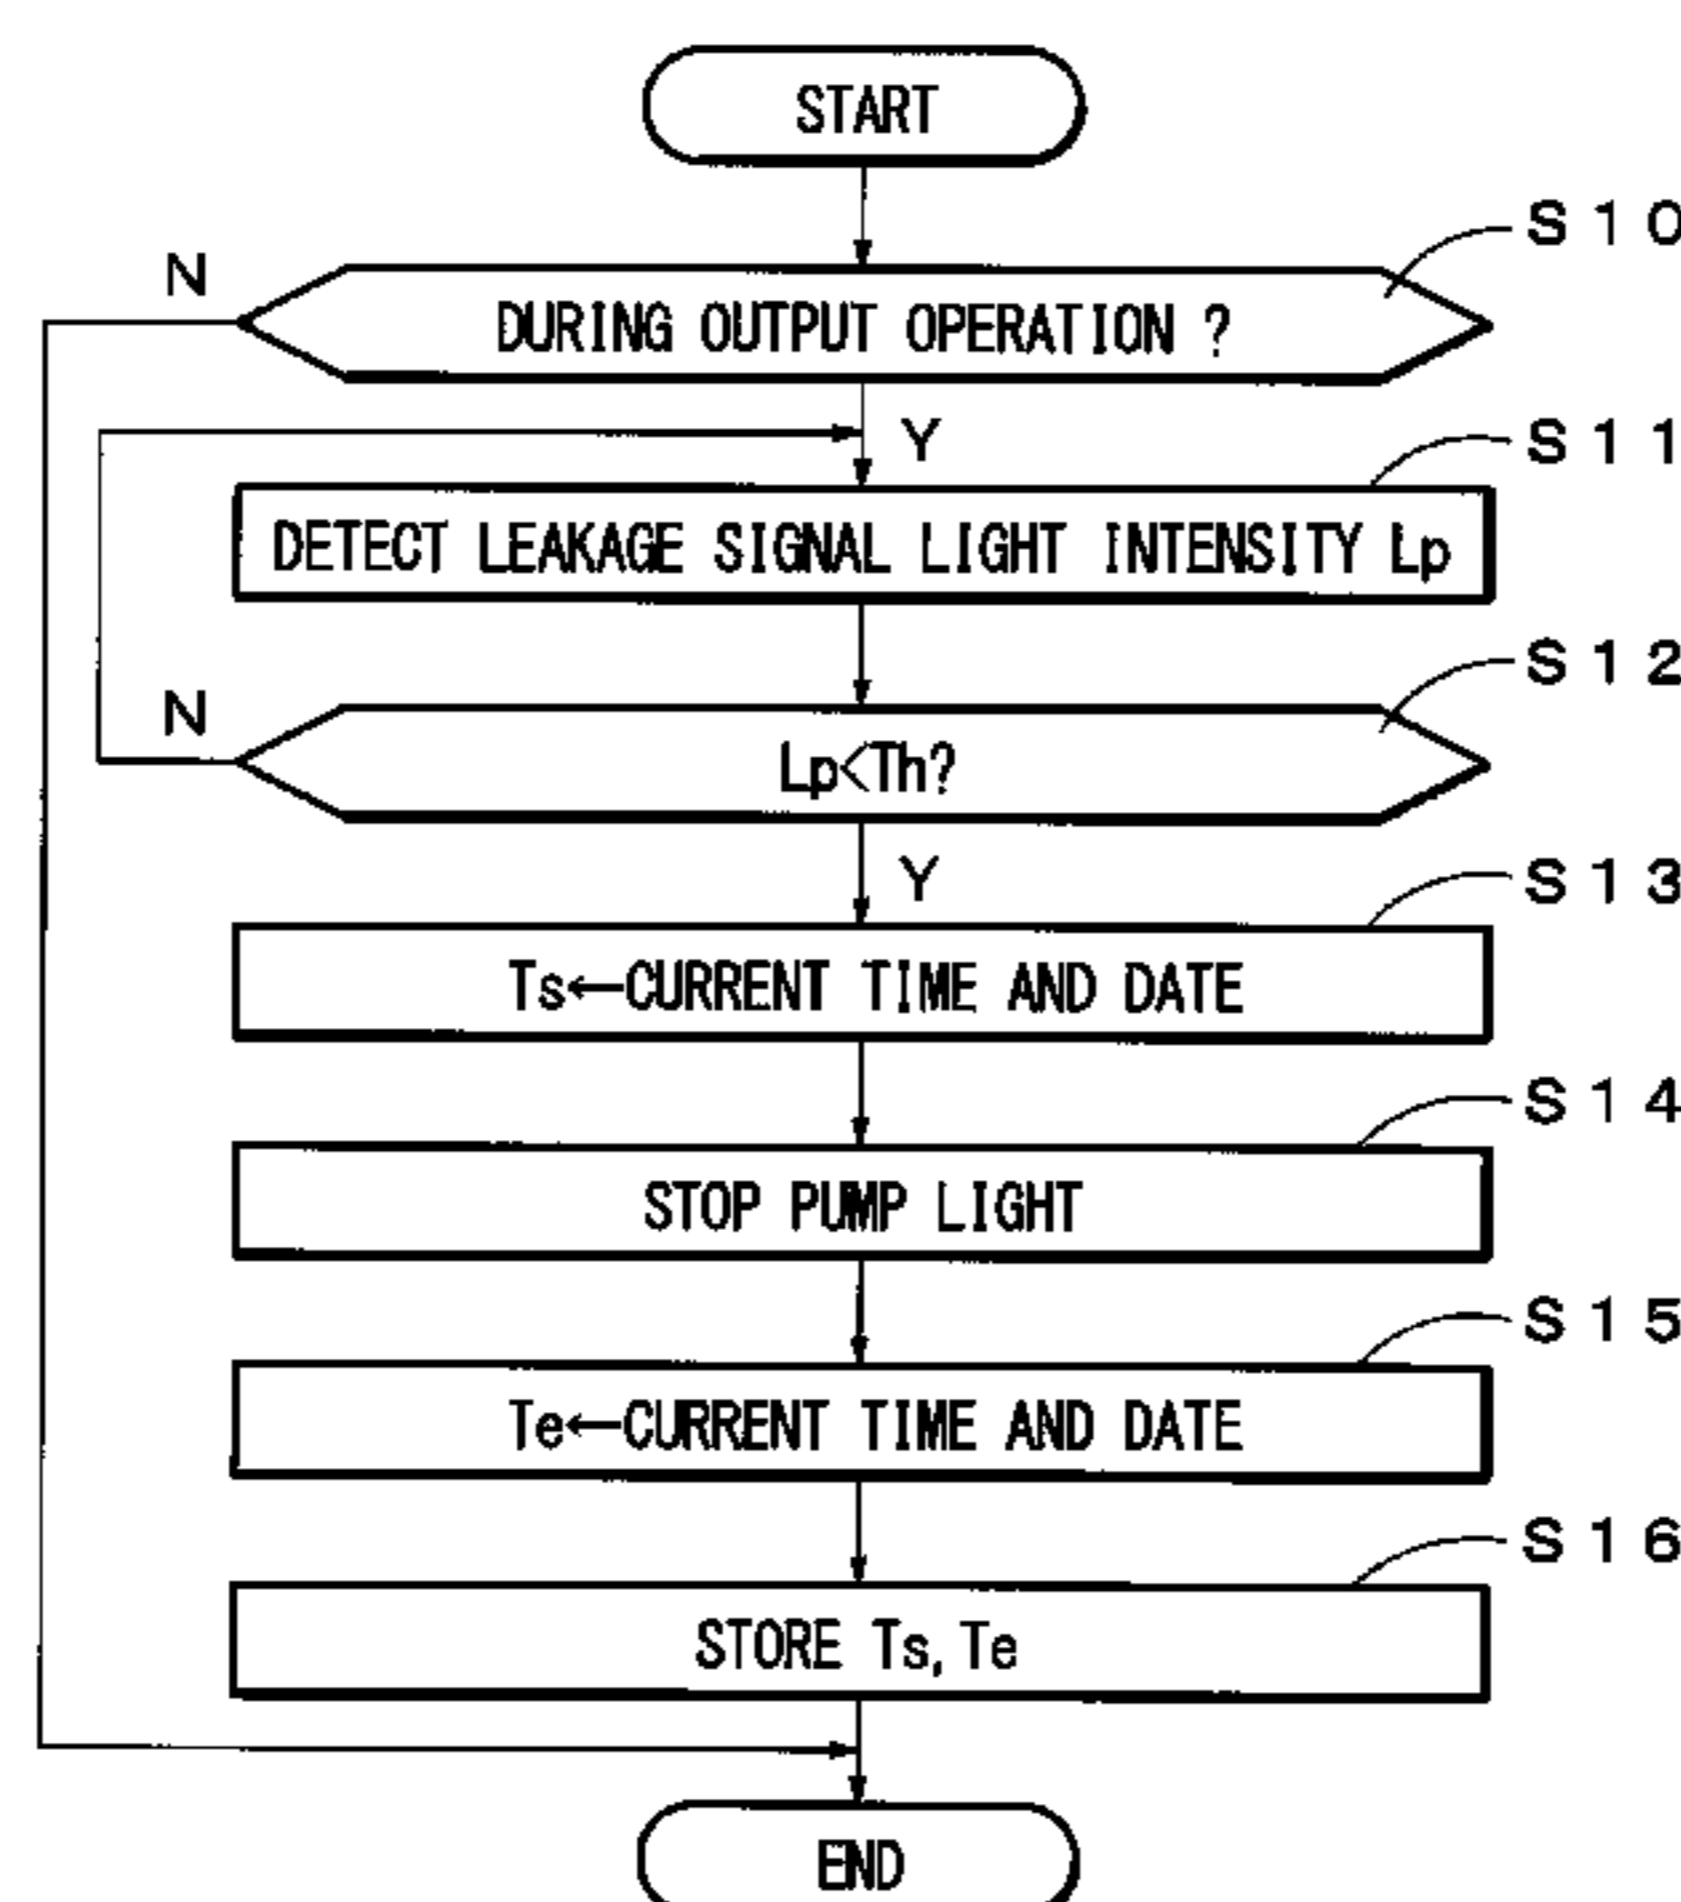 START
S10
N
DURING OUTPUT OPERATION ?
Y
S11
DETECT LEAKAGE SIGNAL LIGHT INTENSITY Lp
S12
N
Lp<Th?
Y
S13
Ts←CURRENT TIME AND DATE
S14
STOP PUMP LIGHT
S15
Te←CURRENT TIME AND DATE
S16
STORE Ts, Te
END